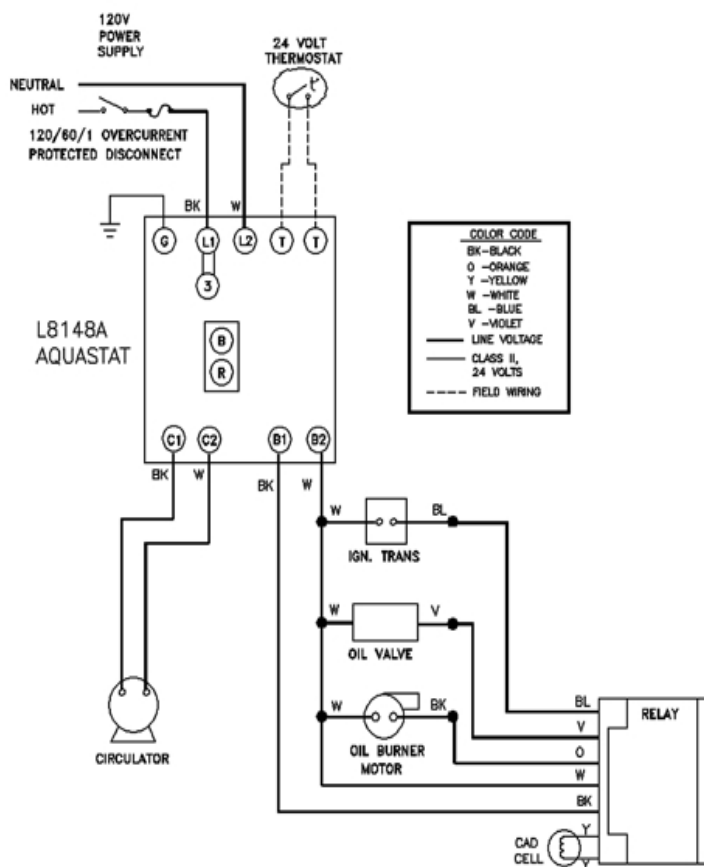 120V
POWER
SUPPLY
24 VOLT
THERMOSTAT
NEUTRAL
HOT
120/60/1 OVERCURRENT
PROTECTED DISCONNECT
BK
W
G
L1
L2
T
T
3
L8148A
AQUASTAT
B
R
C1
C2
B1
B2
BK
W
BK
W
COLOR CODE
BK-BLACK
O -ORANGE
Y -YELLOW
W -WHITE
BL -BLUE
V -VIOLET
LINE VOLTAGE
CLASS II,
24 VOLTS
FIELD WIRING
W
BL
IGN. TRANS
W
V
OIL VALVE
W
BK
OIL BURNER
MOTOR
CIRCULATOR
BL
V
O
W
BK
Y
Y
RELAY
CAD
CELL